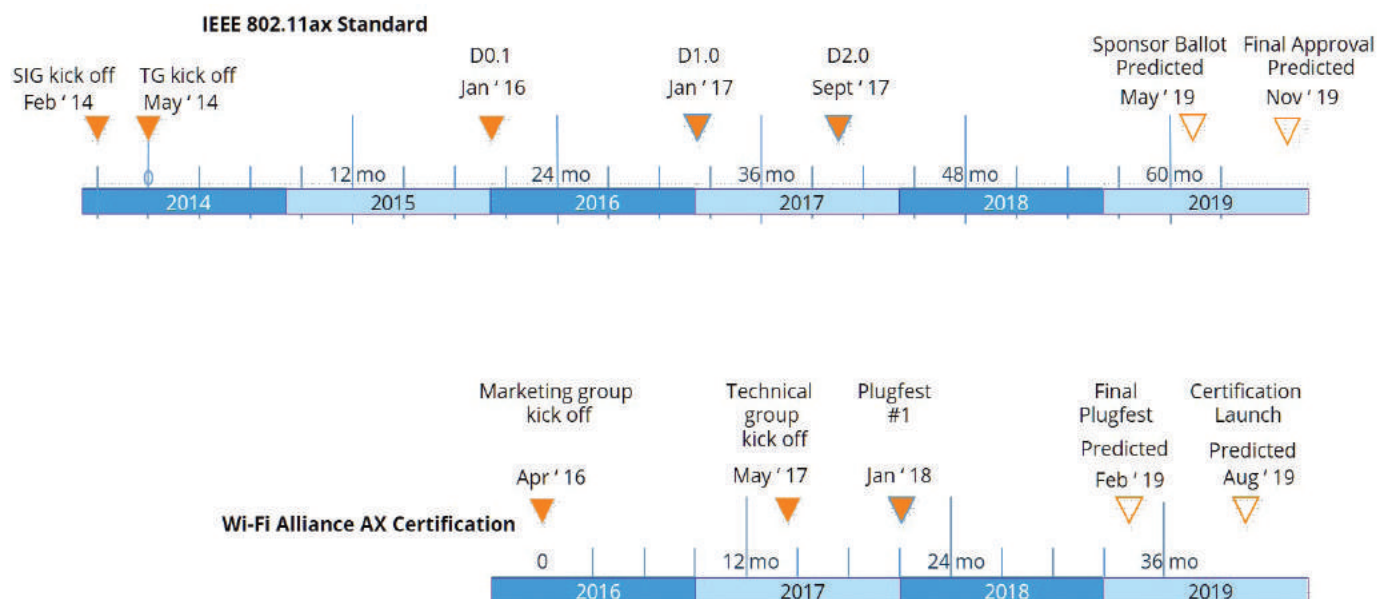 IEEE 802.11ax Standard
SIG kick off
Feb ‘ 14
TG kick off
May ‘ 14
D0.1
Jan ‘ 16
D1.0
Jan ‘ 17
D2.0
Sept ‘ 17
Sponsor Ballot
Predicted
May ‘ 19
Final Approval
Predicted
Nov ‘ 19
0 12 mo 24 mo 36 mo 48 mo 60 mo
2014 2015 2016 2017 2018 2019
Marketing group
kick off
Apr ‘ 16
Technical
group
kick off
May ‘ 17
Plugfest
#1
Jan ‘ 18
Final
Plugfest
Predicted
Feb ‘ 19
Certification
Launch
Predicted
Aug ‘ 19
Wi-Fi Alliance AX Certification
0 12 mo 24 mo 36 mo
2016 2017 2018 2019